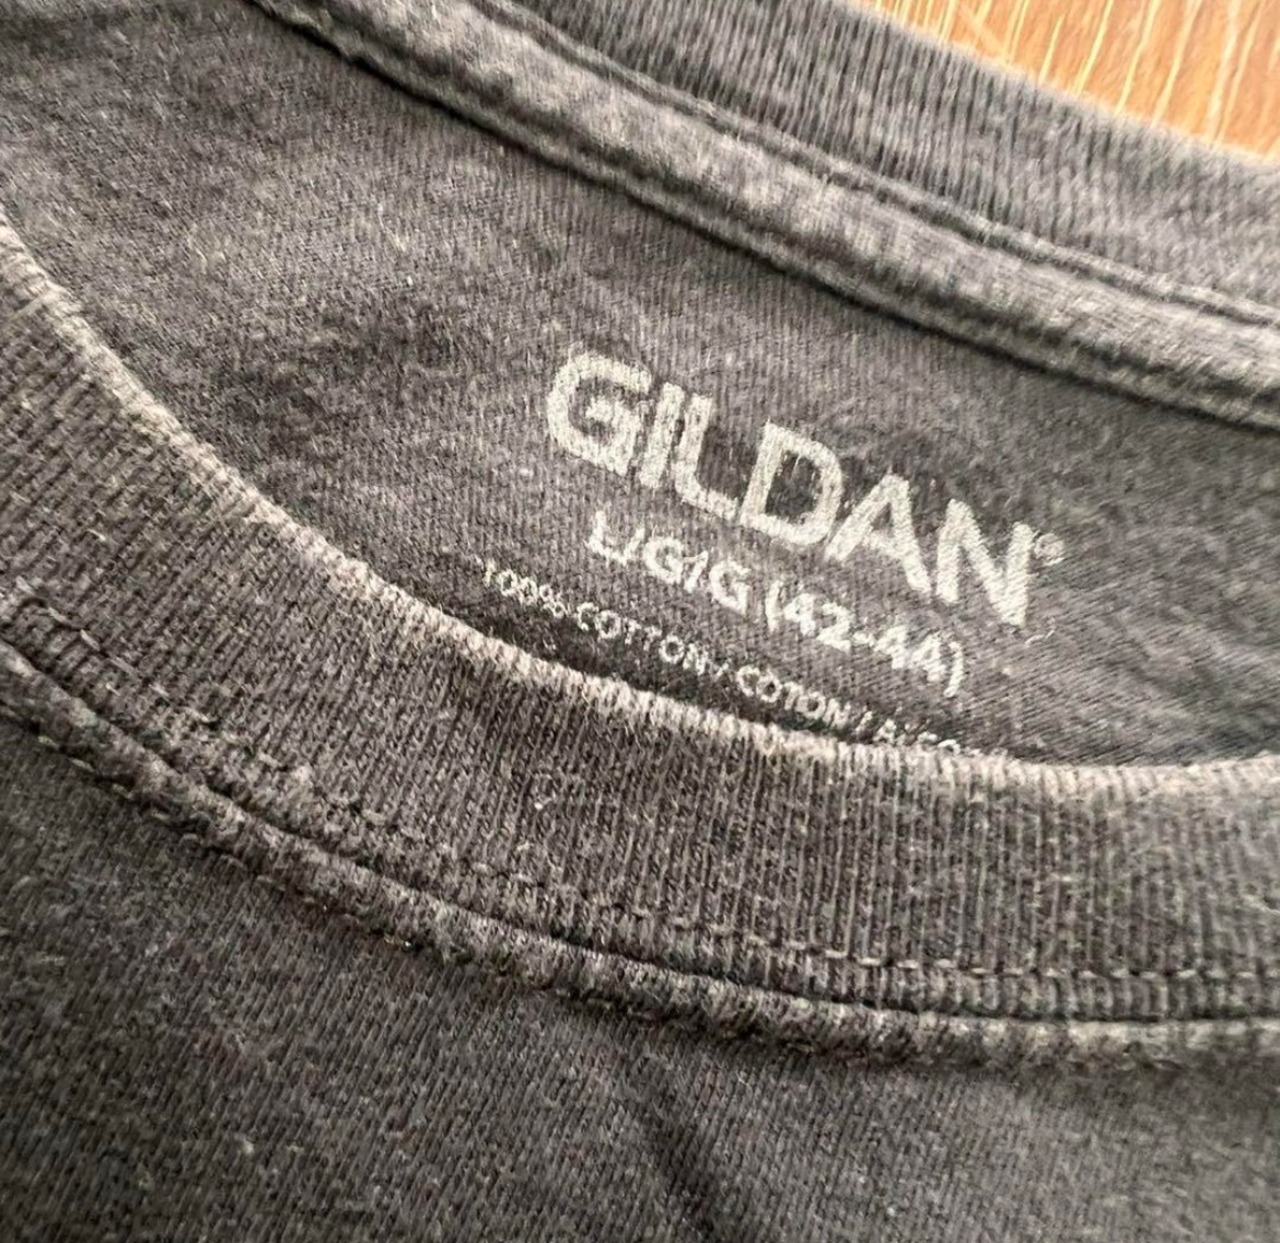 GILDAN®
L/G/G (42-44)
100% COTTON / COTON /